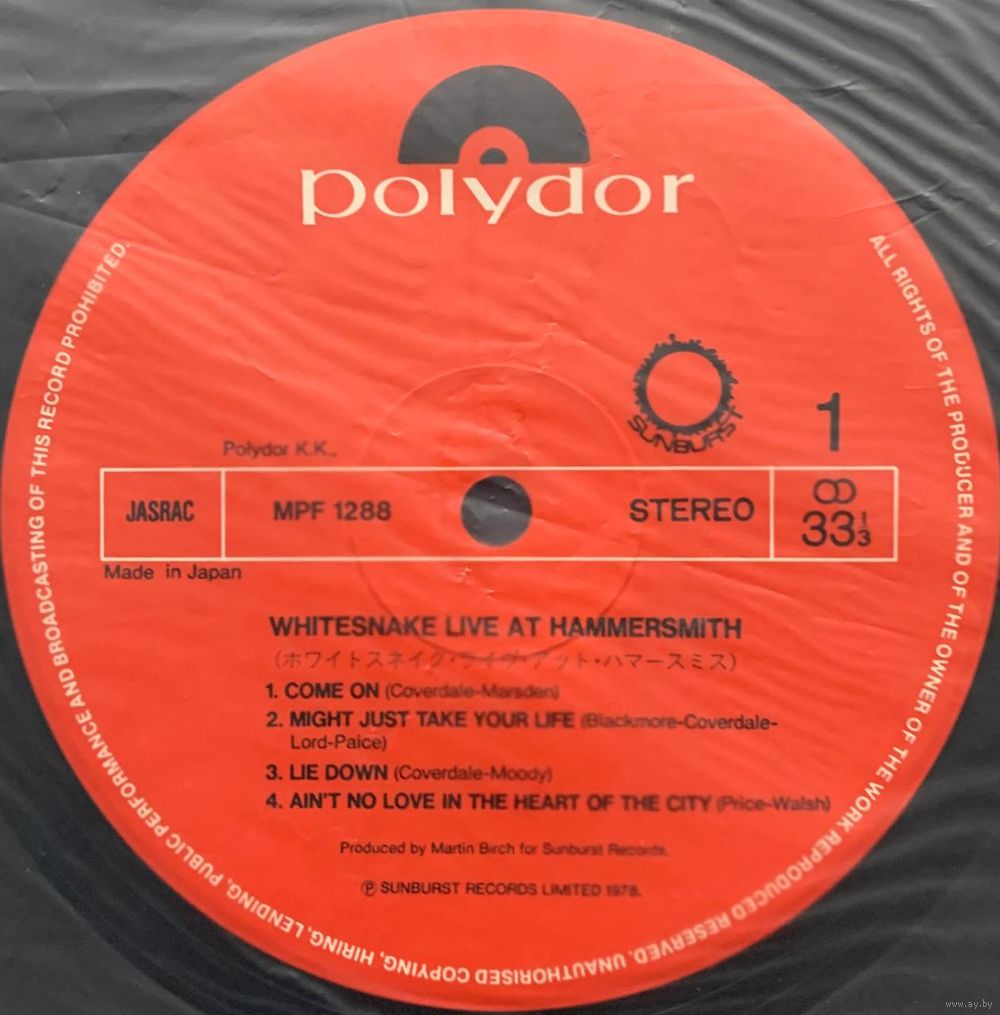 polydor
SUNBURST
1
Polydor K.K.,
JASRAC
MPF 1288
STEREO
33⅓
Made in Japan
WHITESNAKE LIVE AT HAMMERSMITH
(ホワイトスネイク・ライヴ・アット・ハマースミス)
1. COME ON (Coverdale-Marsden)
2. MIGHT JUST TAKE YOUR LIFE (Blackmore-Coverdale-
Lord-Paice)
3. LIE DOWN (Coverdale-Moody)
4. AIN'T NO LOVE IN THE HEART OF THE CITY (Price-Walsh)
Produced by Martin Birch for Sunburst Records.
Ⓟ SUNBURST RECORDS LIMITED 1978.
ALL RIGHTS OF THE PRODUCER AND OF THE OWNER OF THE WORK REPRODUCED RESERVED. UNAUTHORISED COPYING, HIRING, LENDING, PUBLIC PERFORMANCE AND BROADCASTING OF THIS RECORD PROHIBITED.
www.ay.by